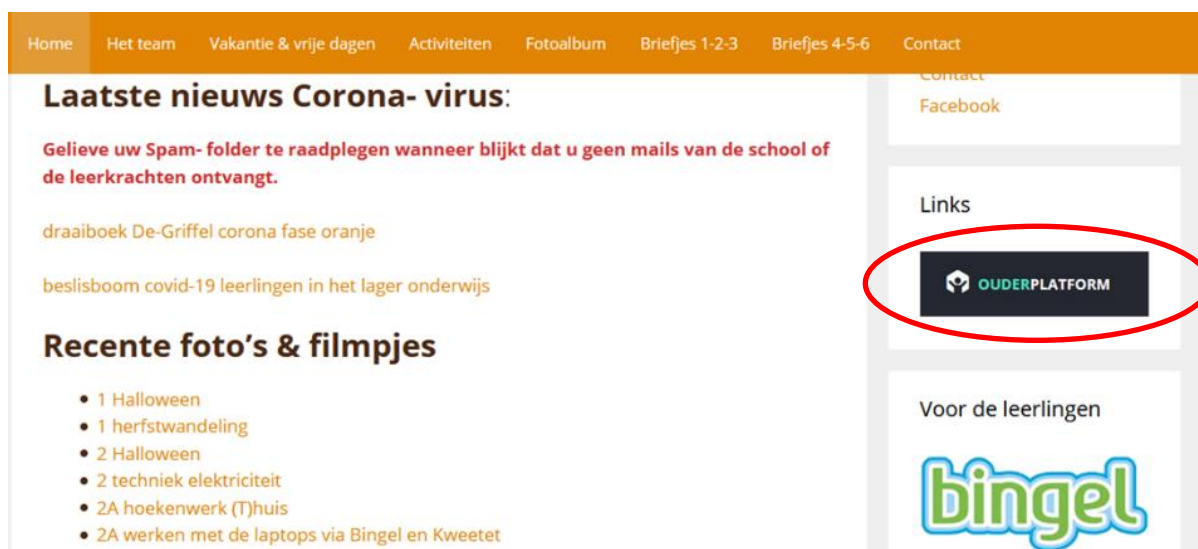 Home Het team Vakantie & vrije dagen Activiteiten Fotoalbum Briefjes 1-2-3 Briefjes 4-5-6 Contact
Laatste nieuws Corona- virus:
Gelieve uw Spam- folder te raadplegen wanneer blijkt dat u geen mails van de school of
de leerkrachten ontvangt.
draaiboek De-Griffel corona fase oranje
beslisboom covid-19 leerlingen in het lager onderwijs
Recente foto's & filmpjes
• 1 Halloween
• 1 herfstwandeling
• 2 Halloween
• 2 techniek elektriciteit
• 2A hoekenwerk (T)huis
• 2A werken met de laptops via Bingel en Kweetet
Contact
Facebook
Links
OUDERPLATFORM
Voor de leerlingen
bingel